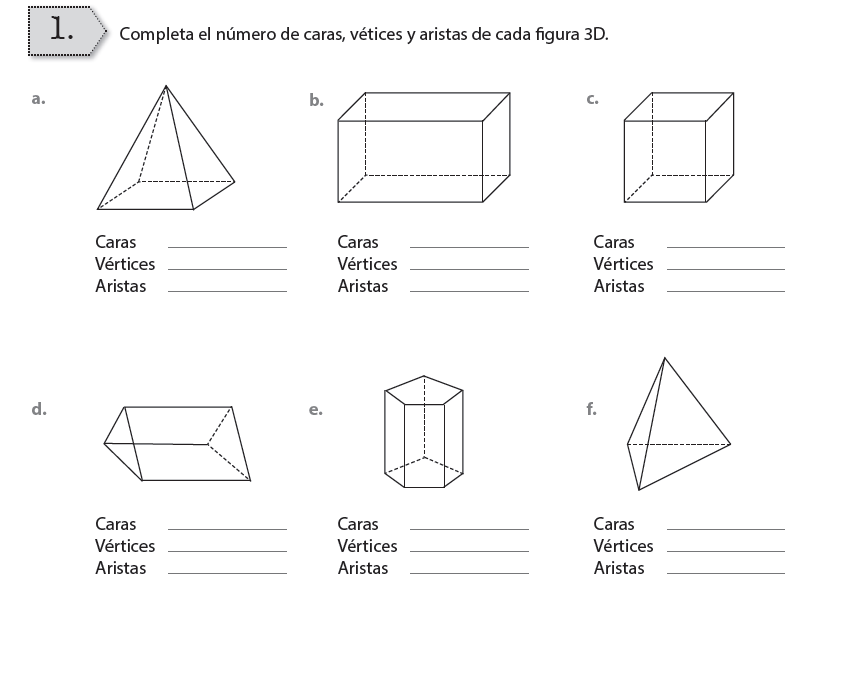 1. Completa el número de caras, vétices y aristas de cada figura 3D.
a. b. c.
Caras Caras Caras
Vértices Vértices Vértices
Aristas Aristas Aristas
d. e. f.
Caras Caras Caras
Vértices Vértices Vértices
Aristas Aristas Aristas